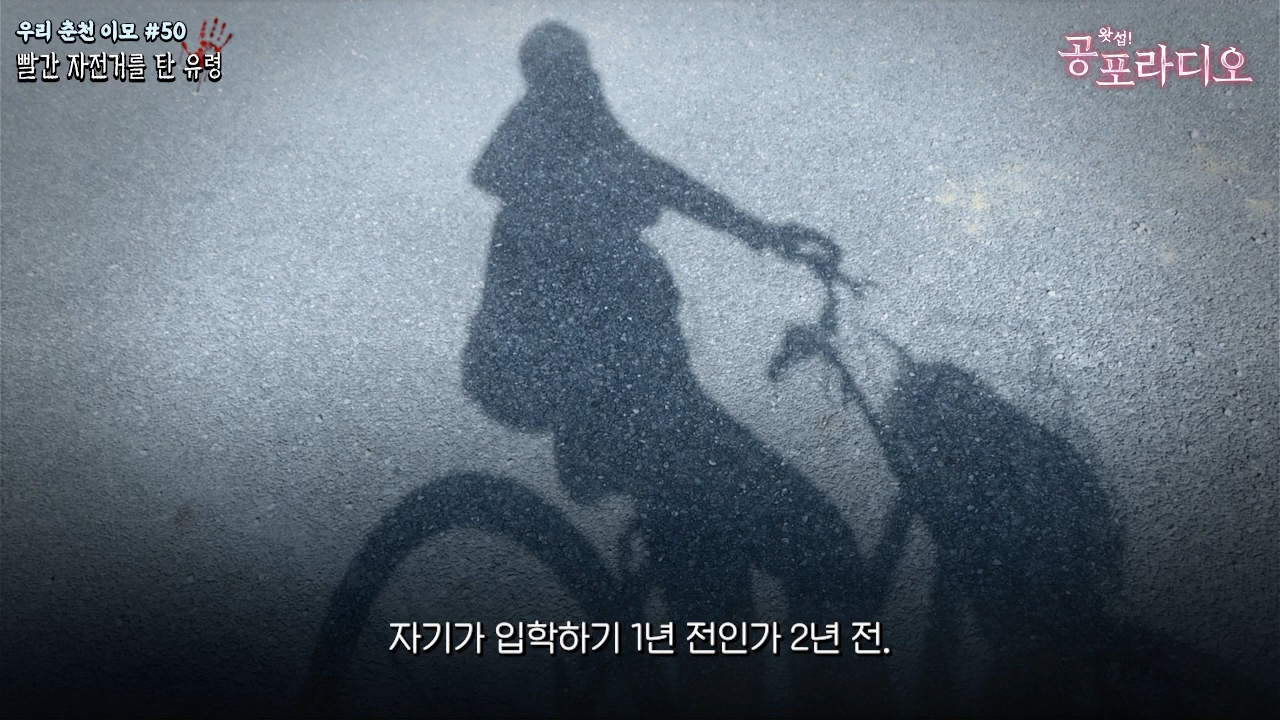 우리 춘천 이모 #50
빨간 자전거를 탄 유령
왓섭!
공포라디오
자기가 입학하기 1년 전인가 2년 전.